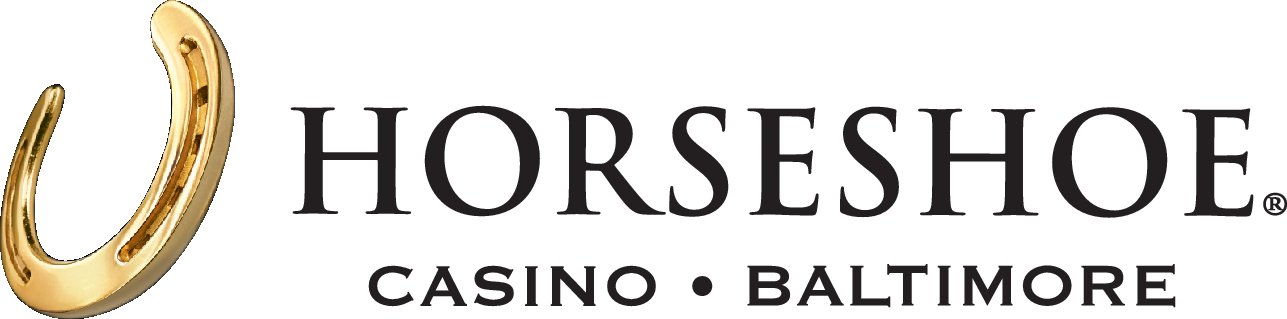 HORSESHOE®
CASINO • BALTIMORE